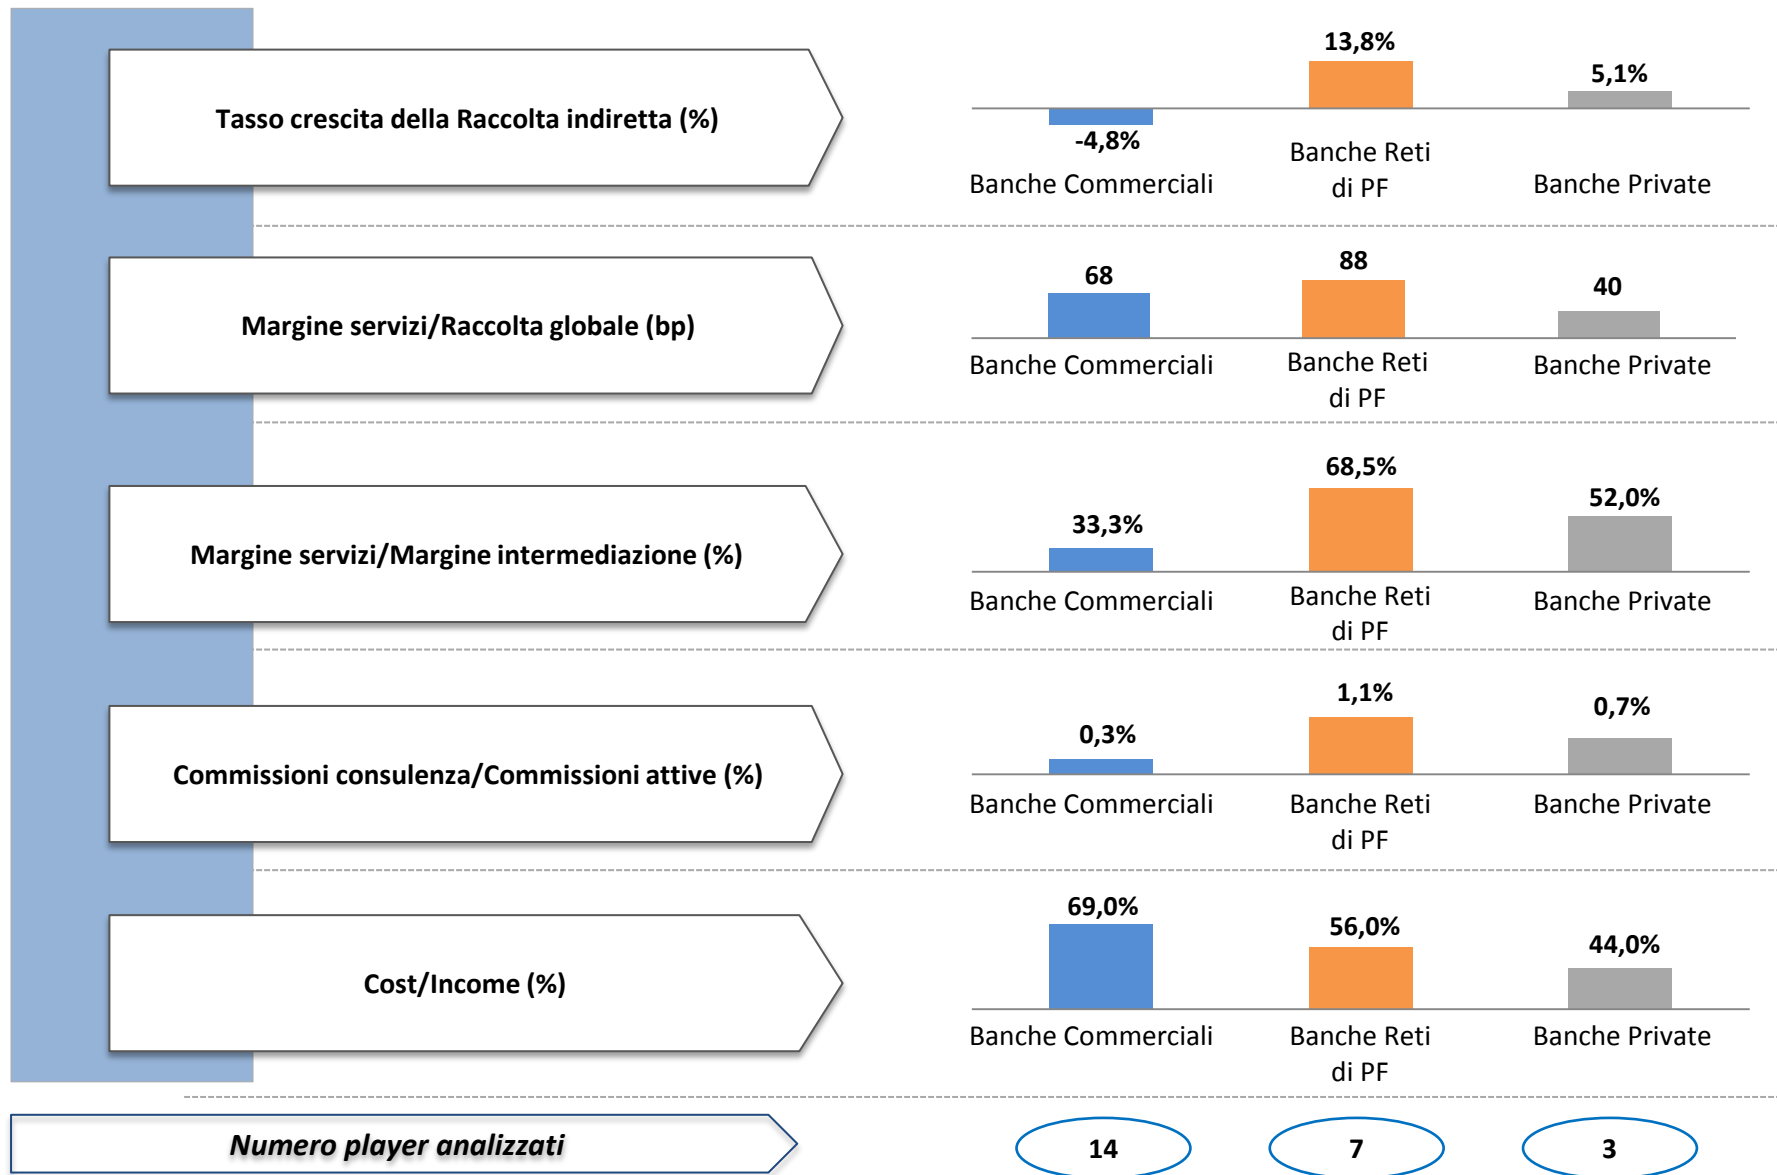 Tasso crescita della Raccolta indiretta (%)
13,8%
5,1%
-4,8%
Banche Commerciali
Banche Reti
di PF
Banche Private
Margine servizi/Raccolta globale (bp)
68
88
40
Banche Commerciali
Banche Reti
di PF
Banche Private
Margine servizi/Margine intermediazione (%)
33,3%
68,5%
52,0%
Banche Commerciali
Banche Reti
di PF
Banche Private
Commissioni consulenza/Commissioni attive (%)
0,3%
1,1%
0,7%
Banche Commerciali
Banche Reti
di PF
Banche Private
Cost/Income (%)
69,0%
56,0%
44,0%
Banche Commerciali
Banche Reti
di PF
Banche Private
Numero player analizzati
14
7
3